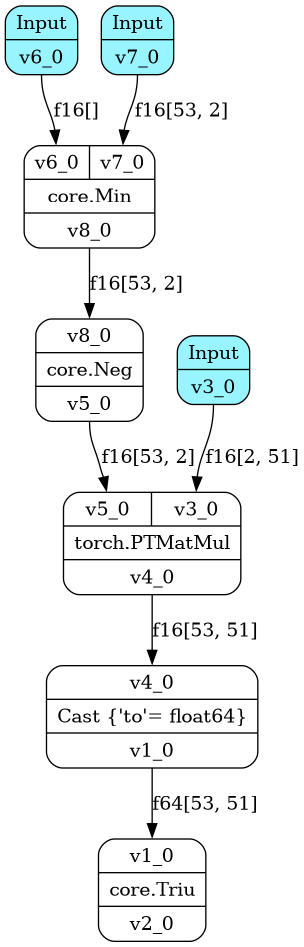 Input
v6_0
Input
v7_0
f16[]
f16[53, 2]
v6_0
v7_0
core.Min
v8_0
f16[53, 2]
v8_0
core.Neg
v5_0
Input
v3_0
f16[53, 2]
f16[2, 51]
v5_0
v3_0
torch.PTMatMul
v4_0
f16[53, 51]
v4_0
Cast {'to'= float64}
v1_0
f64[53, 51]
v1_0
core.Triu
v2_0